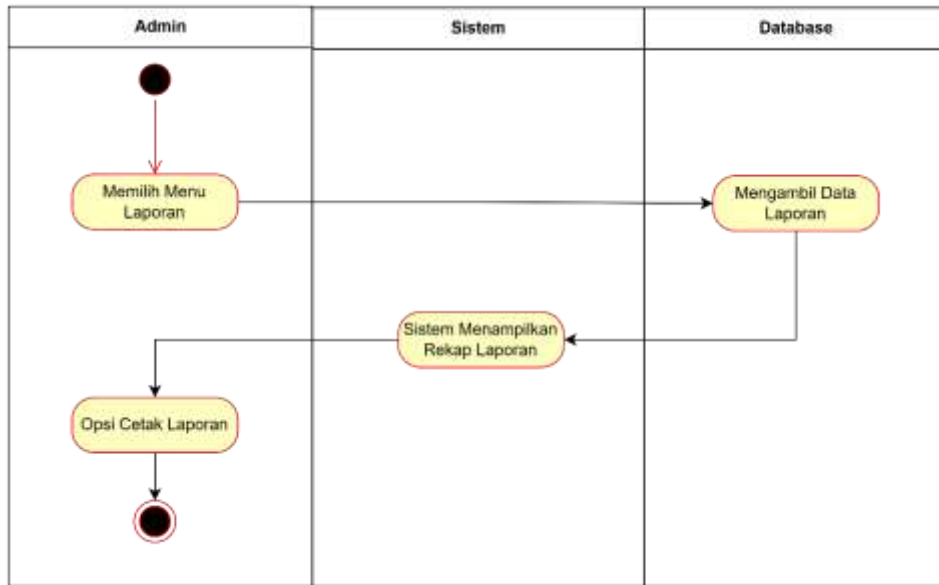 Admin
Sistem
Database
Memilih Menu
Laporan
Mengambil Data
Laporan
Sistem Menampilkan
Rekap Laporan
Opsi Cetak Laporan